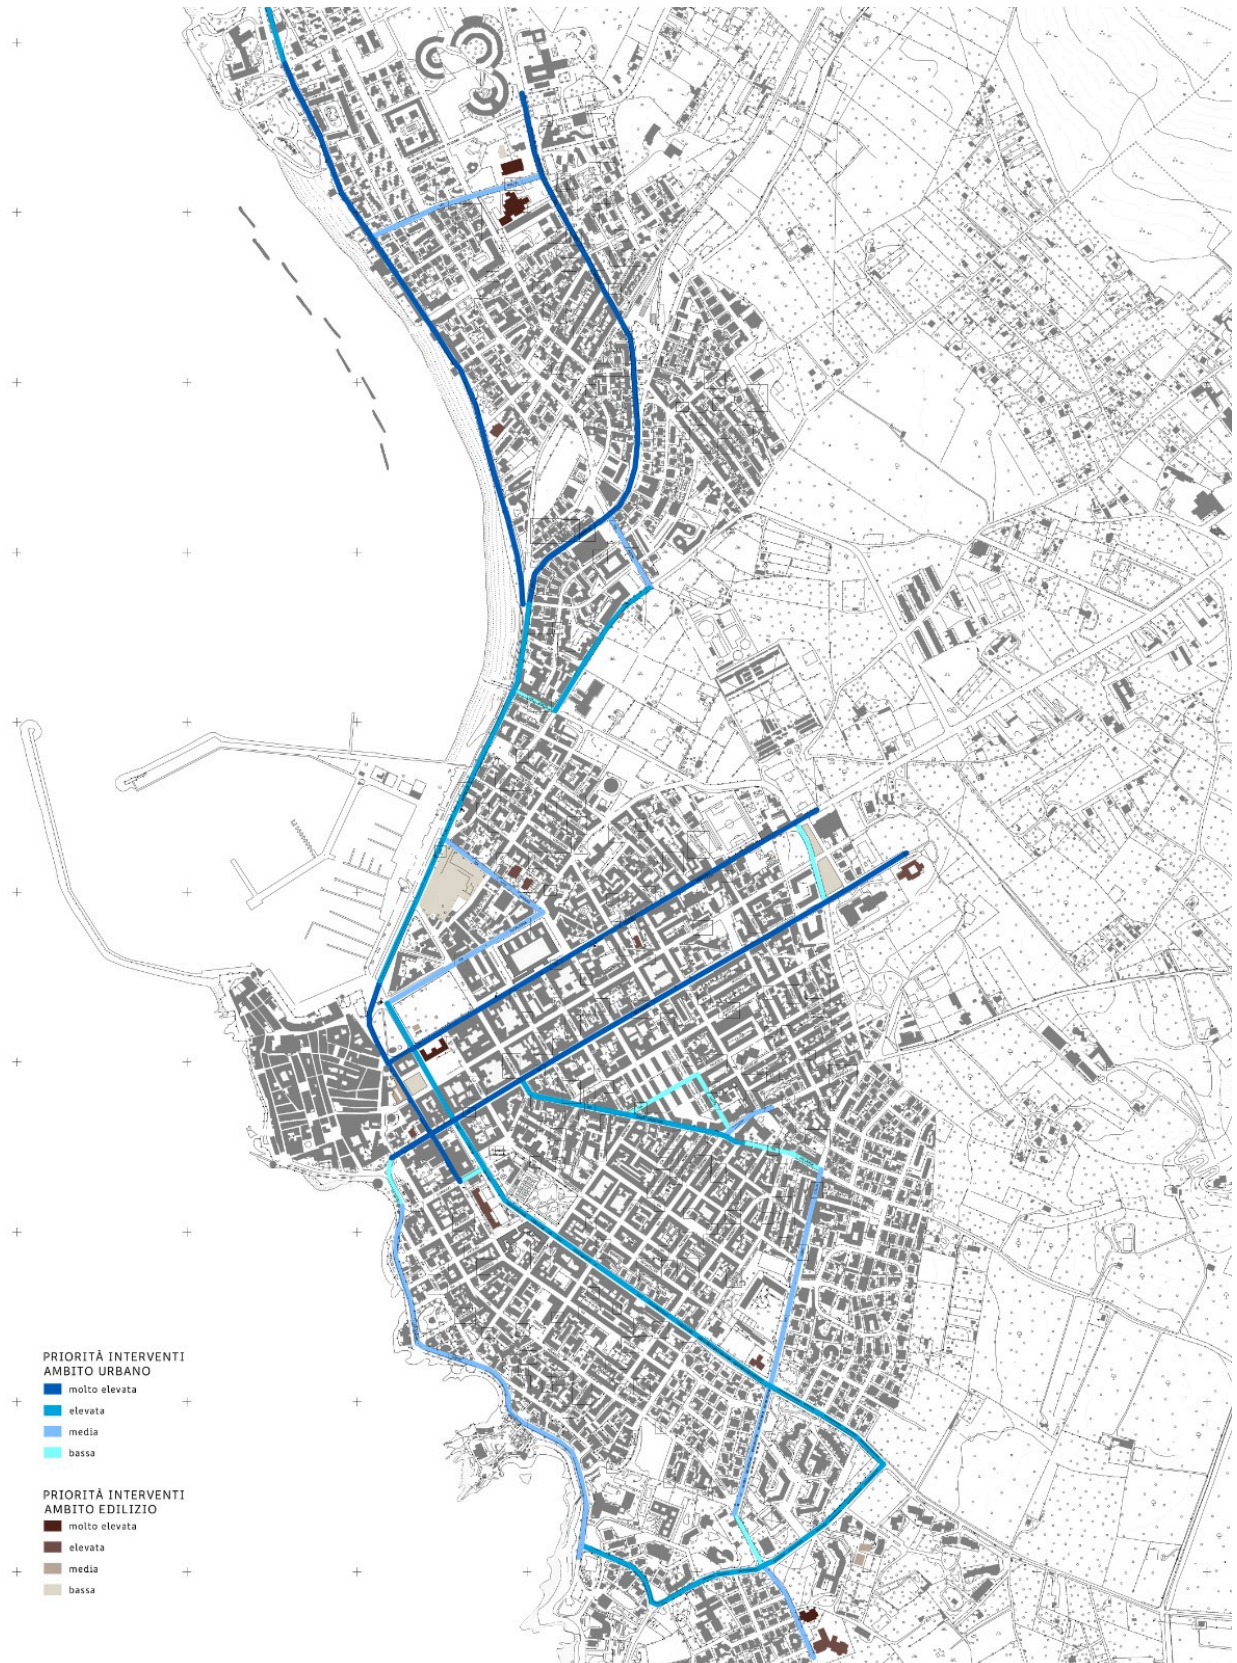 PRIORITÀ INTERVENTI
AMBITO URBANO
molto elevata
elevata
media
bassa
PRIORITÀ INTERVENTI
AMBITO EDILIZIO
molto elevata
elevata
media
bassa